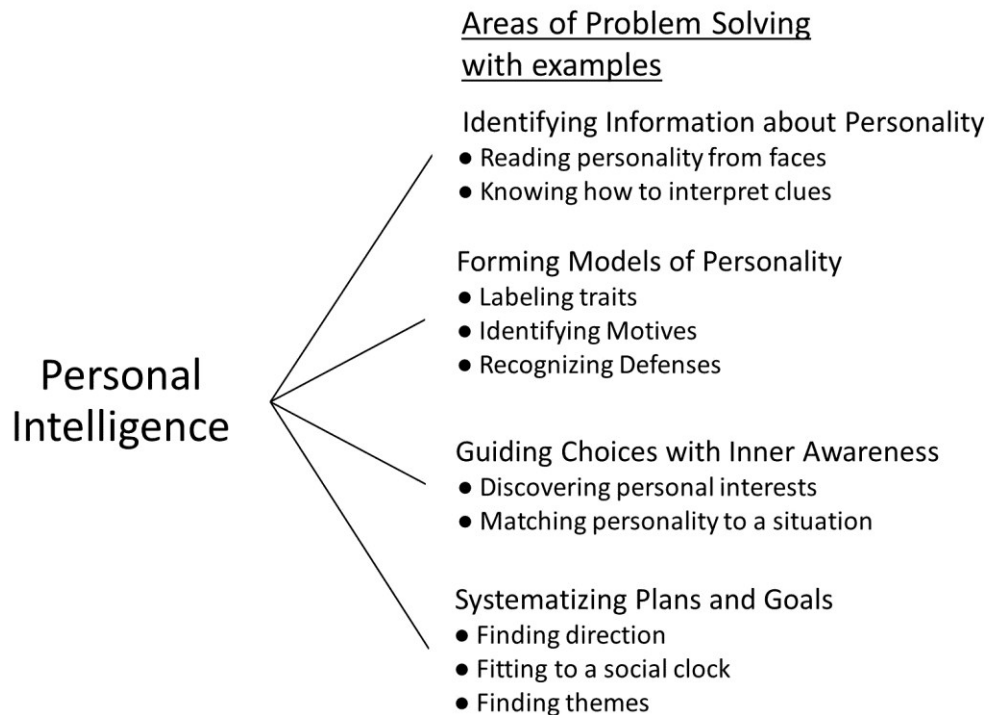 Areas of Problem Solving
with examples
Identifying Information about Personality
● Reading personality from faces
● Knowing how to interpret clues
Forming Models of Personality
● Labeling traits
● Identifying Motives
● Recognizing Defenses
Personal
Intelligence
Guiding Choices with Inner Awareness
● Discovering personal interests
● Matching personality to a situation
Systematizing Plans and Goals
● Finding direction
● Fitting to a social clock
● Finding themes